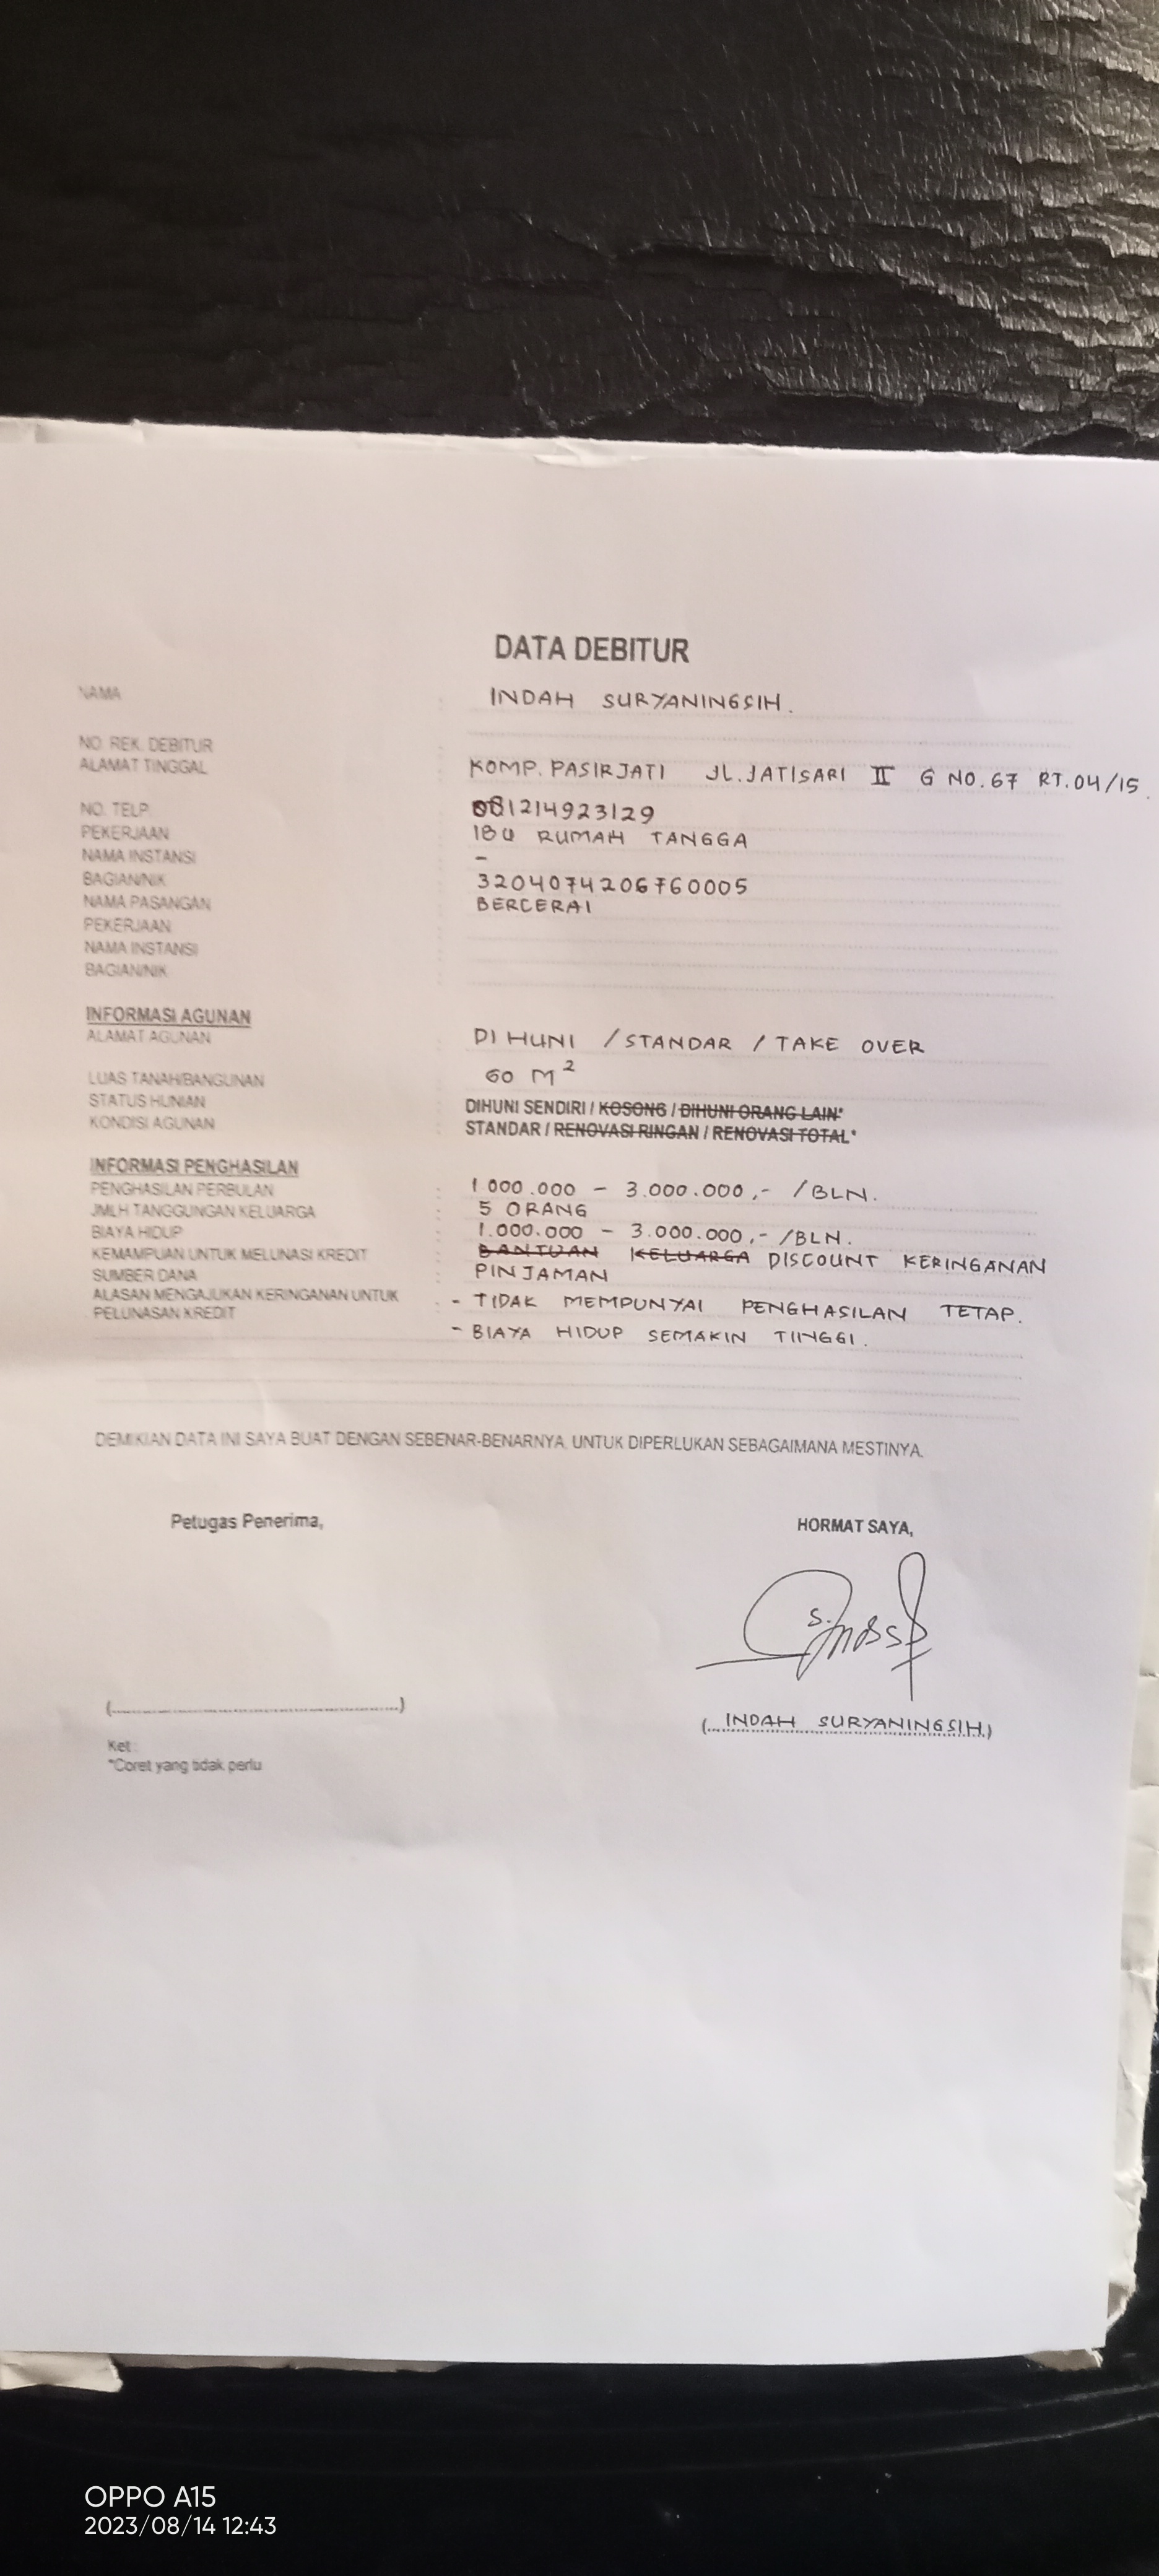 DATA DEBITUR
NAMA : INDAH SURYANINGSIH.
NO. REK. DEBITUR :
ALAMAT TINGGAL : KOMP. PASIRJATI JL. JATISARI II G NO. 67 RT. 04/15.
NO. TELP. : 081214923129
PEKERJAAN : IBU RUMAH TANGGA
NAMA INSTANSI : -
BAGIAN/NIK : 3204074206760005
NAMA PASANGAN : BERCERAI
PEKERJAAN :
NAMA INSTANSI :
BAGIAN/NIK :
INFORMASI AGUNAN
ALAMAT AGUNAN : DI HUNI / STANDAR / TAKE OVER
LUAS TANAH/BANGUNAN : 60 M²
STATUS HUNIAN : DIHUNI SENDIRI / KOSONG / DIHUNI ORANG LAIN*
KONDISI AGUNAN : STANDAR / RENOVASI RINGAN / RENOVASI TOTAL*
INFORMASI PENGHASILAN
PENGHASILAN PERBULAN : 1.000.000 - 3.000.000,- /BLN.
JMLH TANGGUNGAN KELUARGA : 5 ORANG
BIAYA HIDUP : 1.000.000 - 3.000.000,- /BLN.
KEMAMPUAN UNTUK MELUNASI KREDIT : BANTUAN KELUARGA DISCOUNT KERINGANAN
SUMBER DANA : PINJAMAN
ALASAN MENGAJUKAN KERINGANAN UNTUK : - TIDAK MEMPUNYAI PENGHASILAN TETAP.
PELUNASAN KREDIT - BIAYA HIDUP SEMAKIN TINGGI.
DEMIKIAN DATA INI SAYA BUAT DENGAN SEBENAR-BENARNYA, UNTUK DIPERLUKAN SEBAGAIMANA MESTINYA.
Petugas Penerima, HORMAT SAYA,
(..................................................) (INDAH SURYANINGSIH)
Ket :
*Coret yang tidak perlu
OPPO A15
2023/08/14 12:43